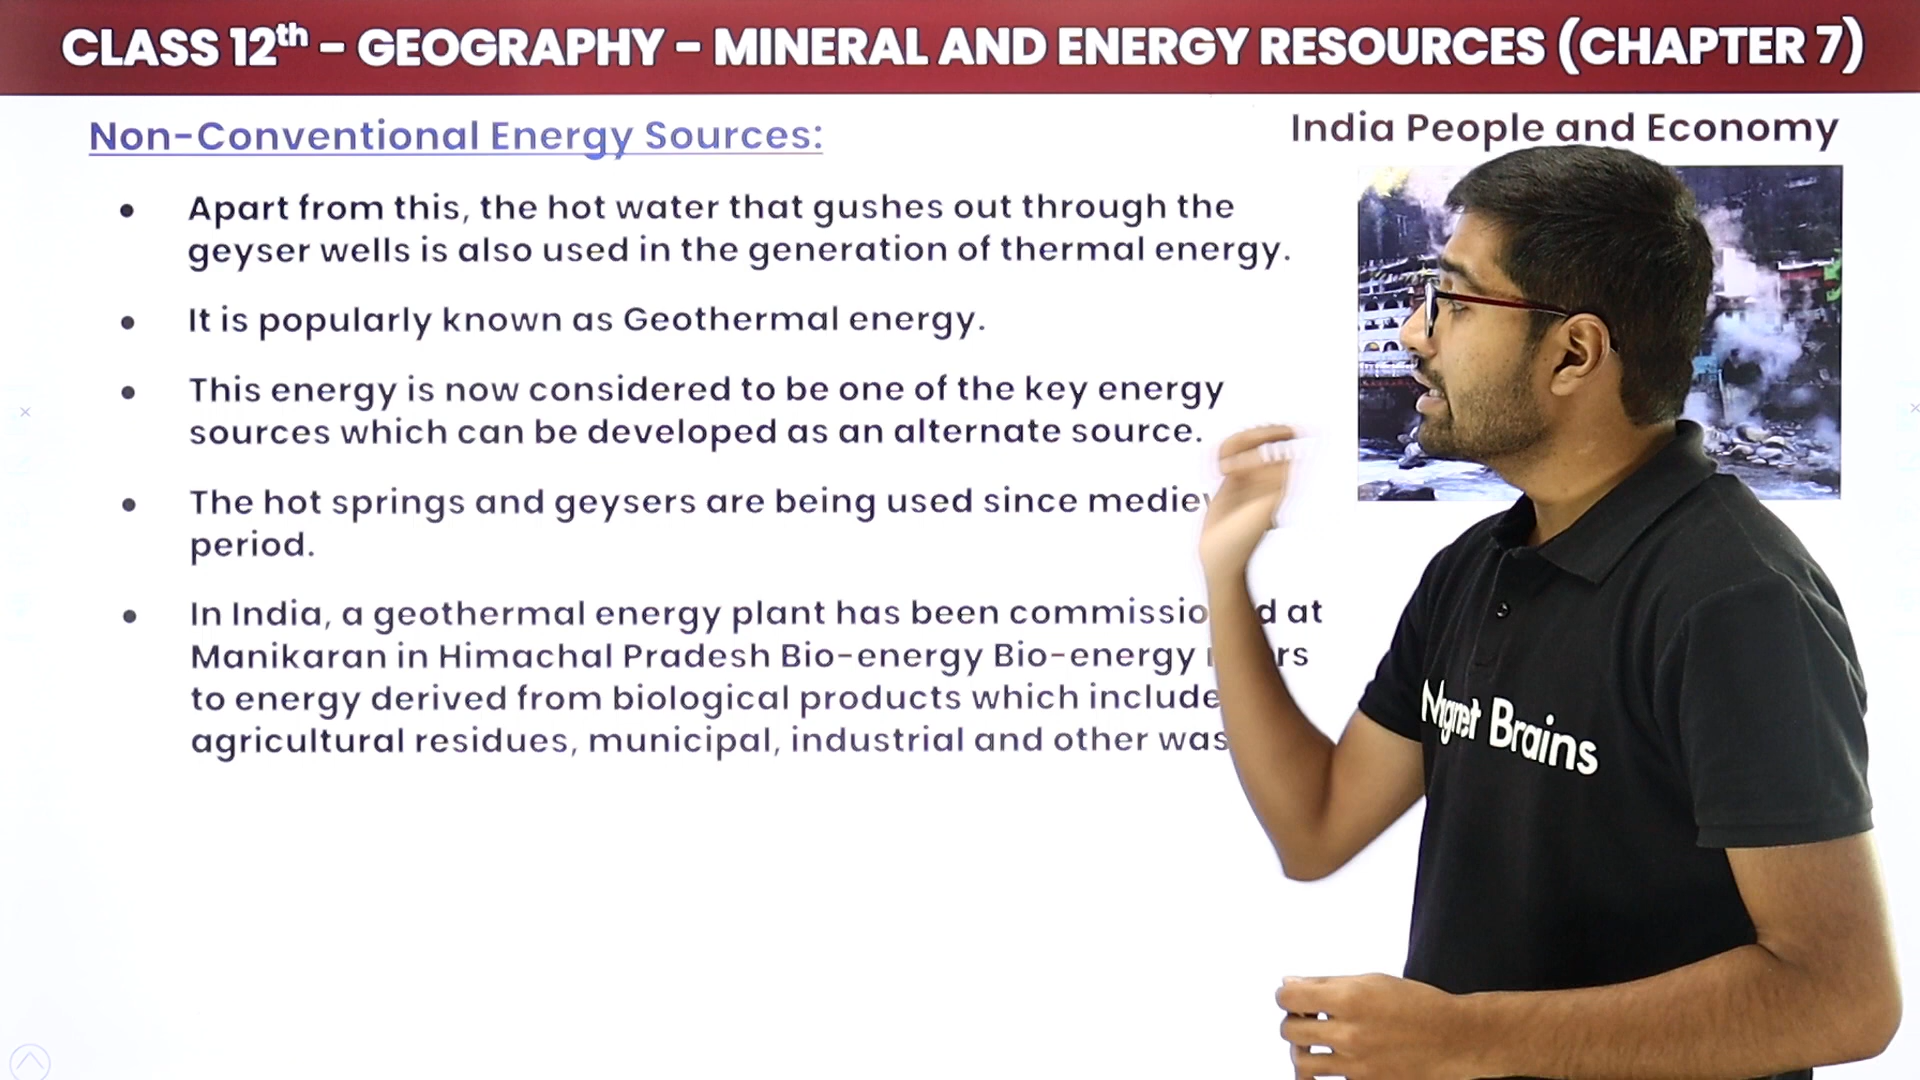 CLASS 12th – GEOGRAPHY – MINERAL AND ENERGY RESOURCES (CHAPTER 7)
India People and Economy
Non-Conventional Energy Sources:
• Apart from this, the hot water that gushes out through the
geyser wells is also used in the generation of thermal energy.
• It is popularly known as Geothermal energy.
• This energy is now considered to be one of the key energy
sources which can be developed as an alternate source.
• The hot springs and geysers are being used since
period.
• In India, a geothermal energy plant has been at
Manikaran in Himachal Pradesh Bio-energy Bio-energy
to energy derived from biological products which include
agricultural residues, municipal, industrial and other
Brains